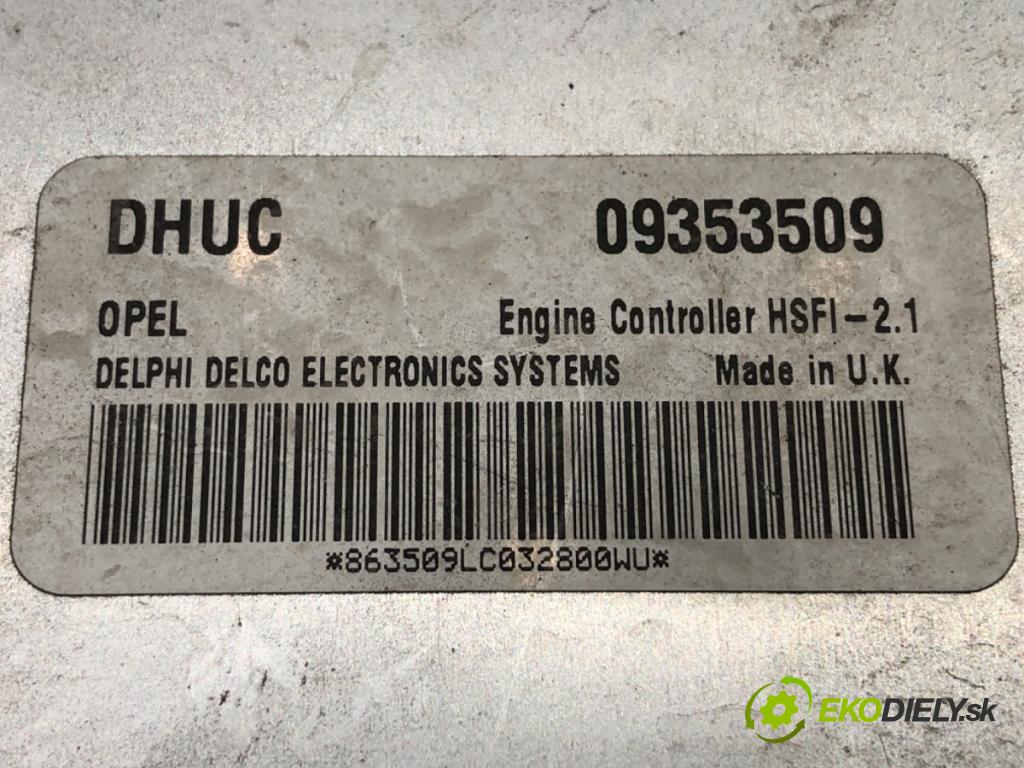 DHUC 09353509
OPEL Engine Controller HSFI-2.1
DELPHI DELCO ELECTRONICS SYSTEMS Made in U.K.
*863509LC032800WU*
EKODIELY.sk